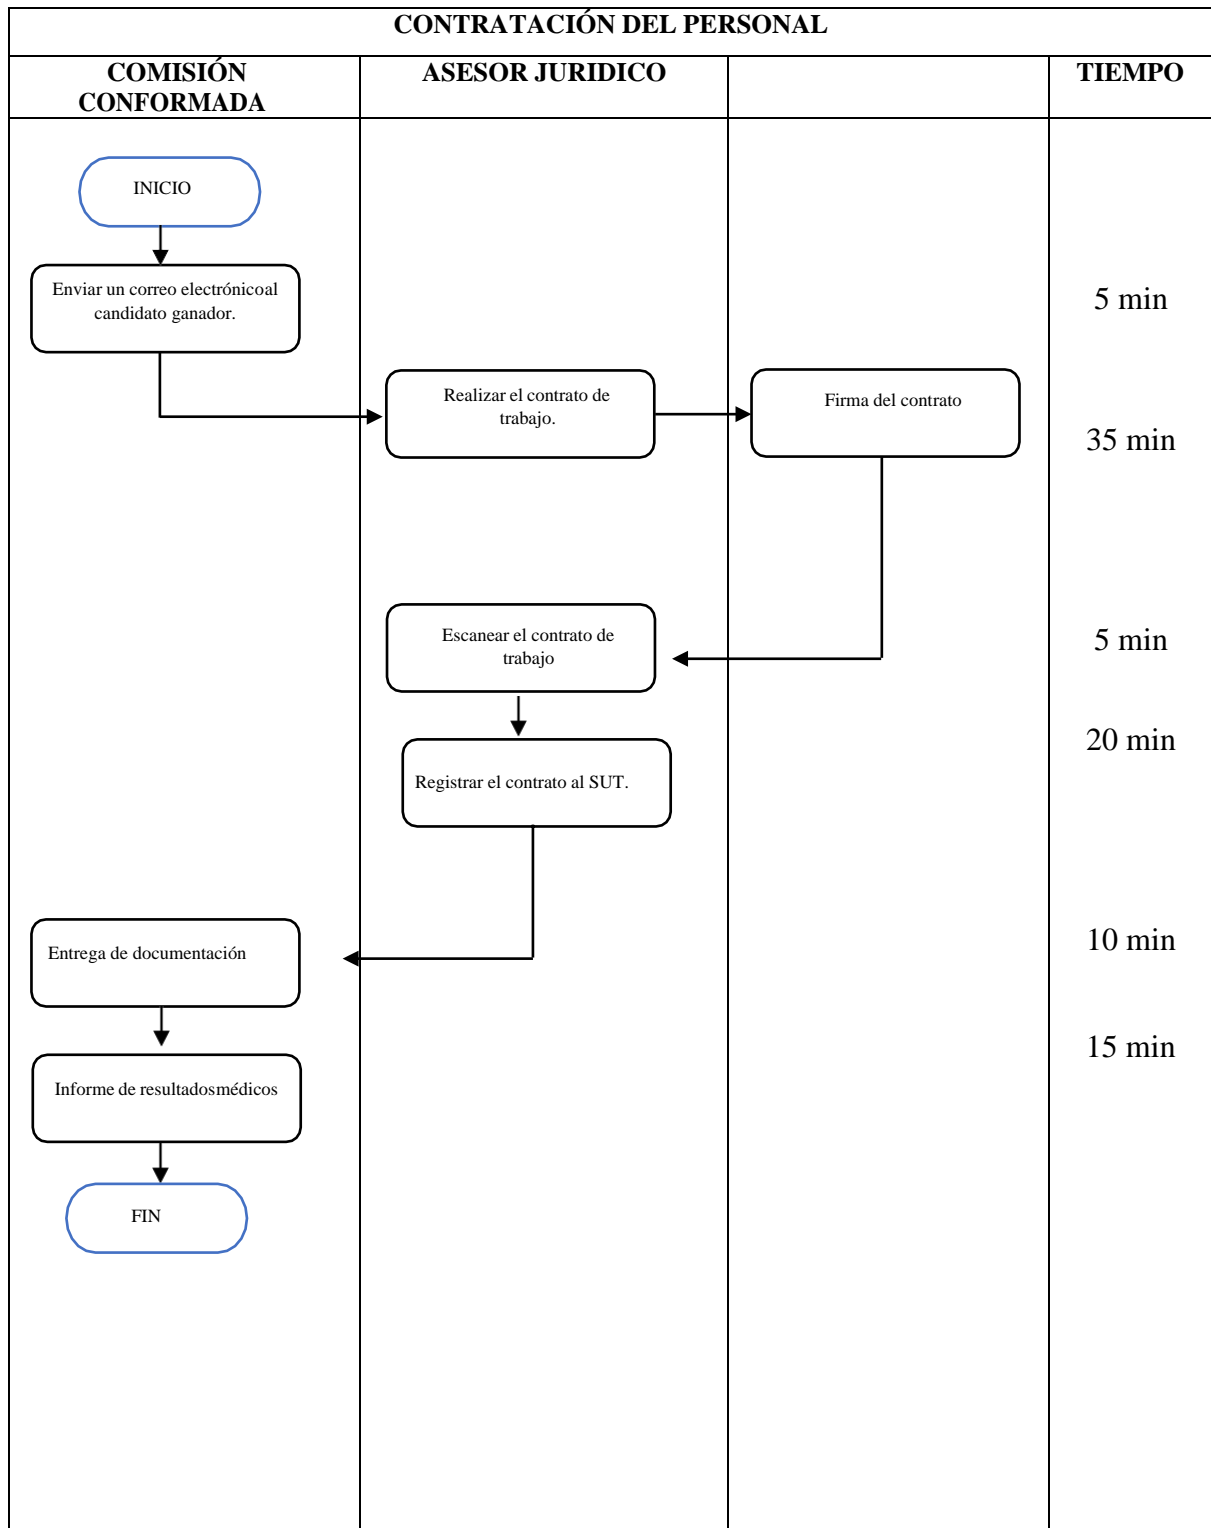 CONTRATACIÓN DEL PERSONAL
COMISIÓN
CONFORMADA
ASESOR JURIDICO
TIEMPO
INICIO
Enviar un correo electrónicoal
candidato ganador.
5 min
Realizar el contrato de
trabajo.
Firma del contrato
35 min
Escanear el contrato de
trabajo
5 min
Registrar el contrato al SUT.
20 min
Entrega de documentación
10 min
Informe de resultadosmédicos
15 min
FIN